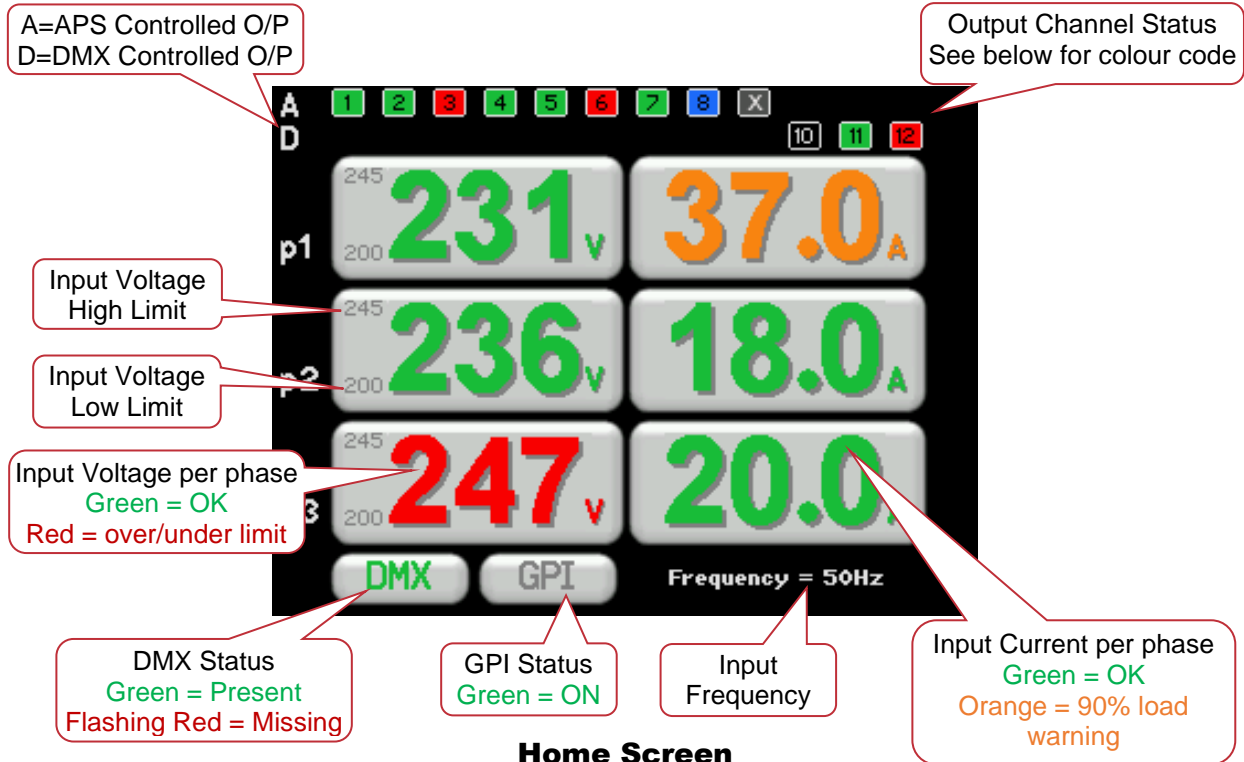 A=APS Controlled O/P
D=DMX Controlled O/P
Output Channel Status
See below for colour code
A 1 2 3 4 5 6 7 8 X
D 10 11 12
p1
245
200
231 V
37.0 A
Input Voltage
High Limit
Input Voltage
Low Limit
p2
245
200
236 V
18.0 A
Input Voltage per phase
Green = OK
Red = over/under limit
3
245
200
247 V
20.0
DMX
GPI
Frequency = 50Hz
DMX Status
Green = Present
Flashing Red = Missing
GPI Status
Green = ON
Input
Frequency
Input Current per phase
Green = OK
Orange = 90% load
warning
Home Screen